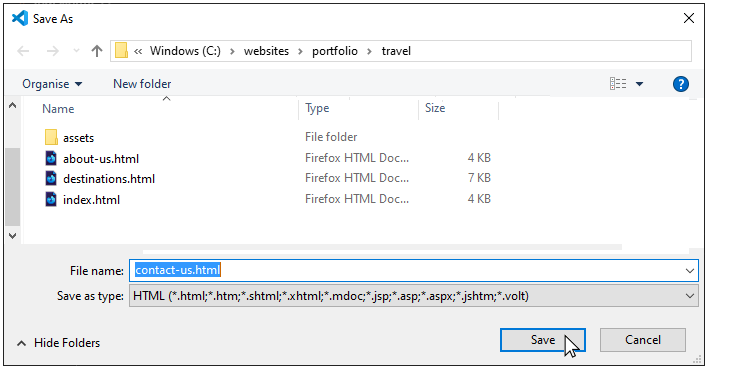 Save As
« Windows (C:) › websites › portfolio › travel
Organise New folder ?
Name Type Size
assets File folder
about-us.html Firefox HTML Doc... 4 KB
destinations.html Firefox HTML Doc... 7 KB
index.html Firefox HTML Doc... 4 KB
File name: contact-us.html
Save as type: HTML (*.html;*.htm;*.shtml;*.xhtml;*.mdoc;*.jsp;*.asp;*.aspx;*.jshtm;*.volt)
Hide Folders Save Cancel